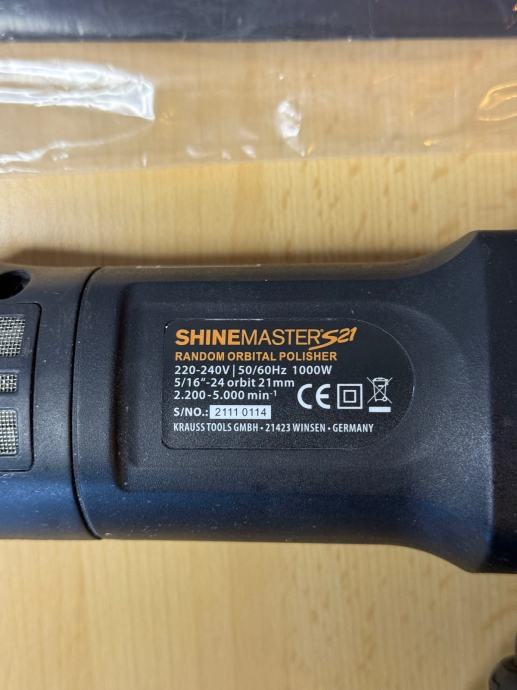 SHINEMASTER S21
RANDOM ORBITAL POLISHER
220-240V | 50/60Hz 1000W
5/16"-24 orbit 21mm
2.200 - 5.000 min⁻¹
CE
S/NO.: 2111 0114
KRAUSS TOOLS GMBH • 21423 WINSEN • GERMANY